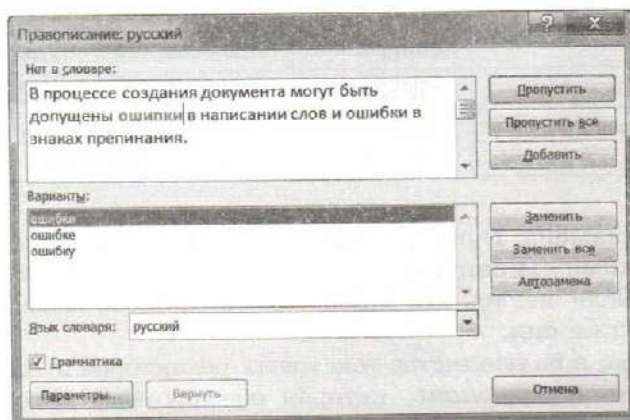 Правописание: русский
Нет в словаре:
В процессе создания документа могут быть
допущены ошипки в написании слов и ошибки в
знаках препинания.
Пропустить
Пропустить все
Добавить
Варианты:
ошибки
ошибке
ошибку
Заменить
Заменить все
Автозамена
Язык словаря: русский
Грамматика
Параметры... Вернуть Отмена